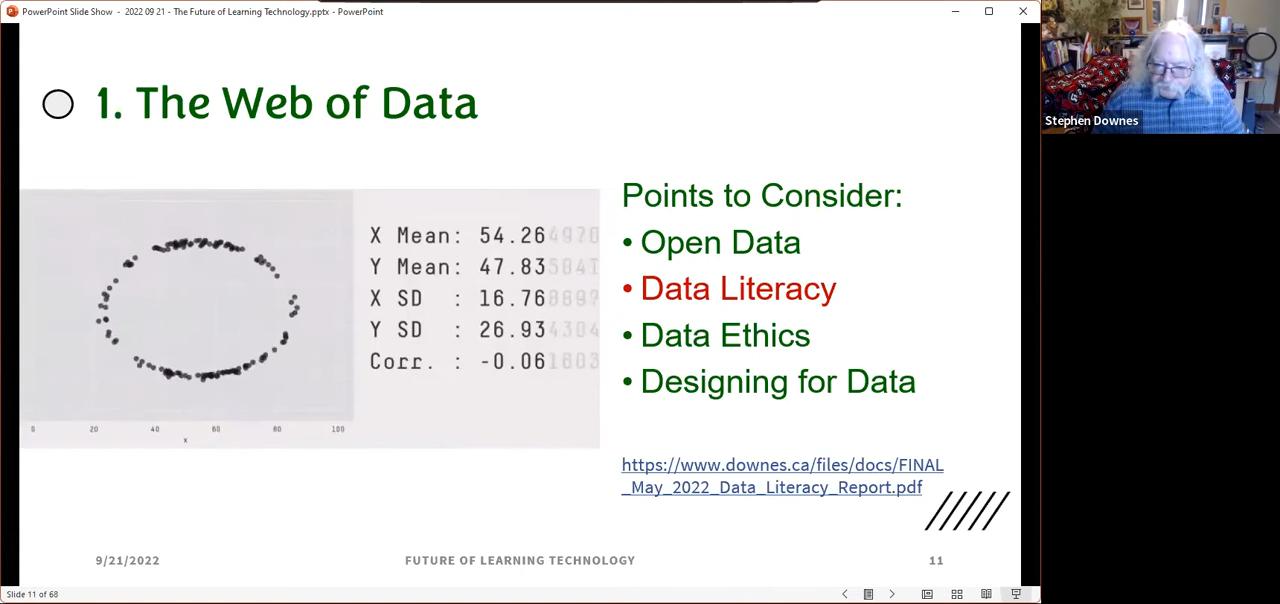 PowerPoint Slide Show - 2022 09 21 - The Future of Learning Technology.pptx - PowerPoint
1. The Web of Data
X Mean: 54.26
Y Mean: 47.83
X SD : 16.76
Y SD : 26.93
Corr. : -0.06
0 20 40 60 80 100
x
Points to Consider:
• Open Data
• Data Literacy
• Data Ethics
• Designing for Data
https://www.downes.ca/files/docs/FINAL
_May_2022_Data_Literacy_Report.pdf
9/21/2022 FUTURE OF LEARNING TECHNOLOGY 11
Slide 11 of 68
Stephen Downes